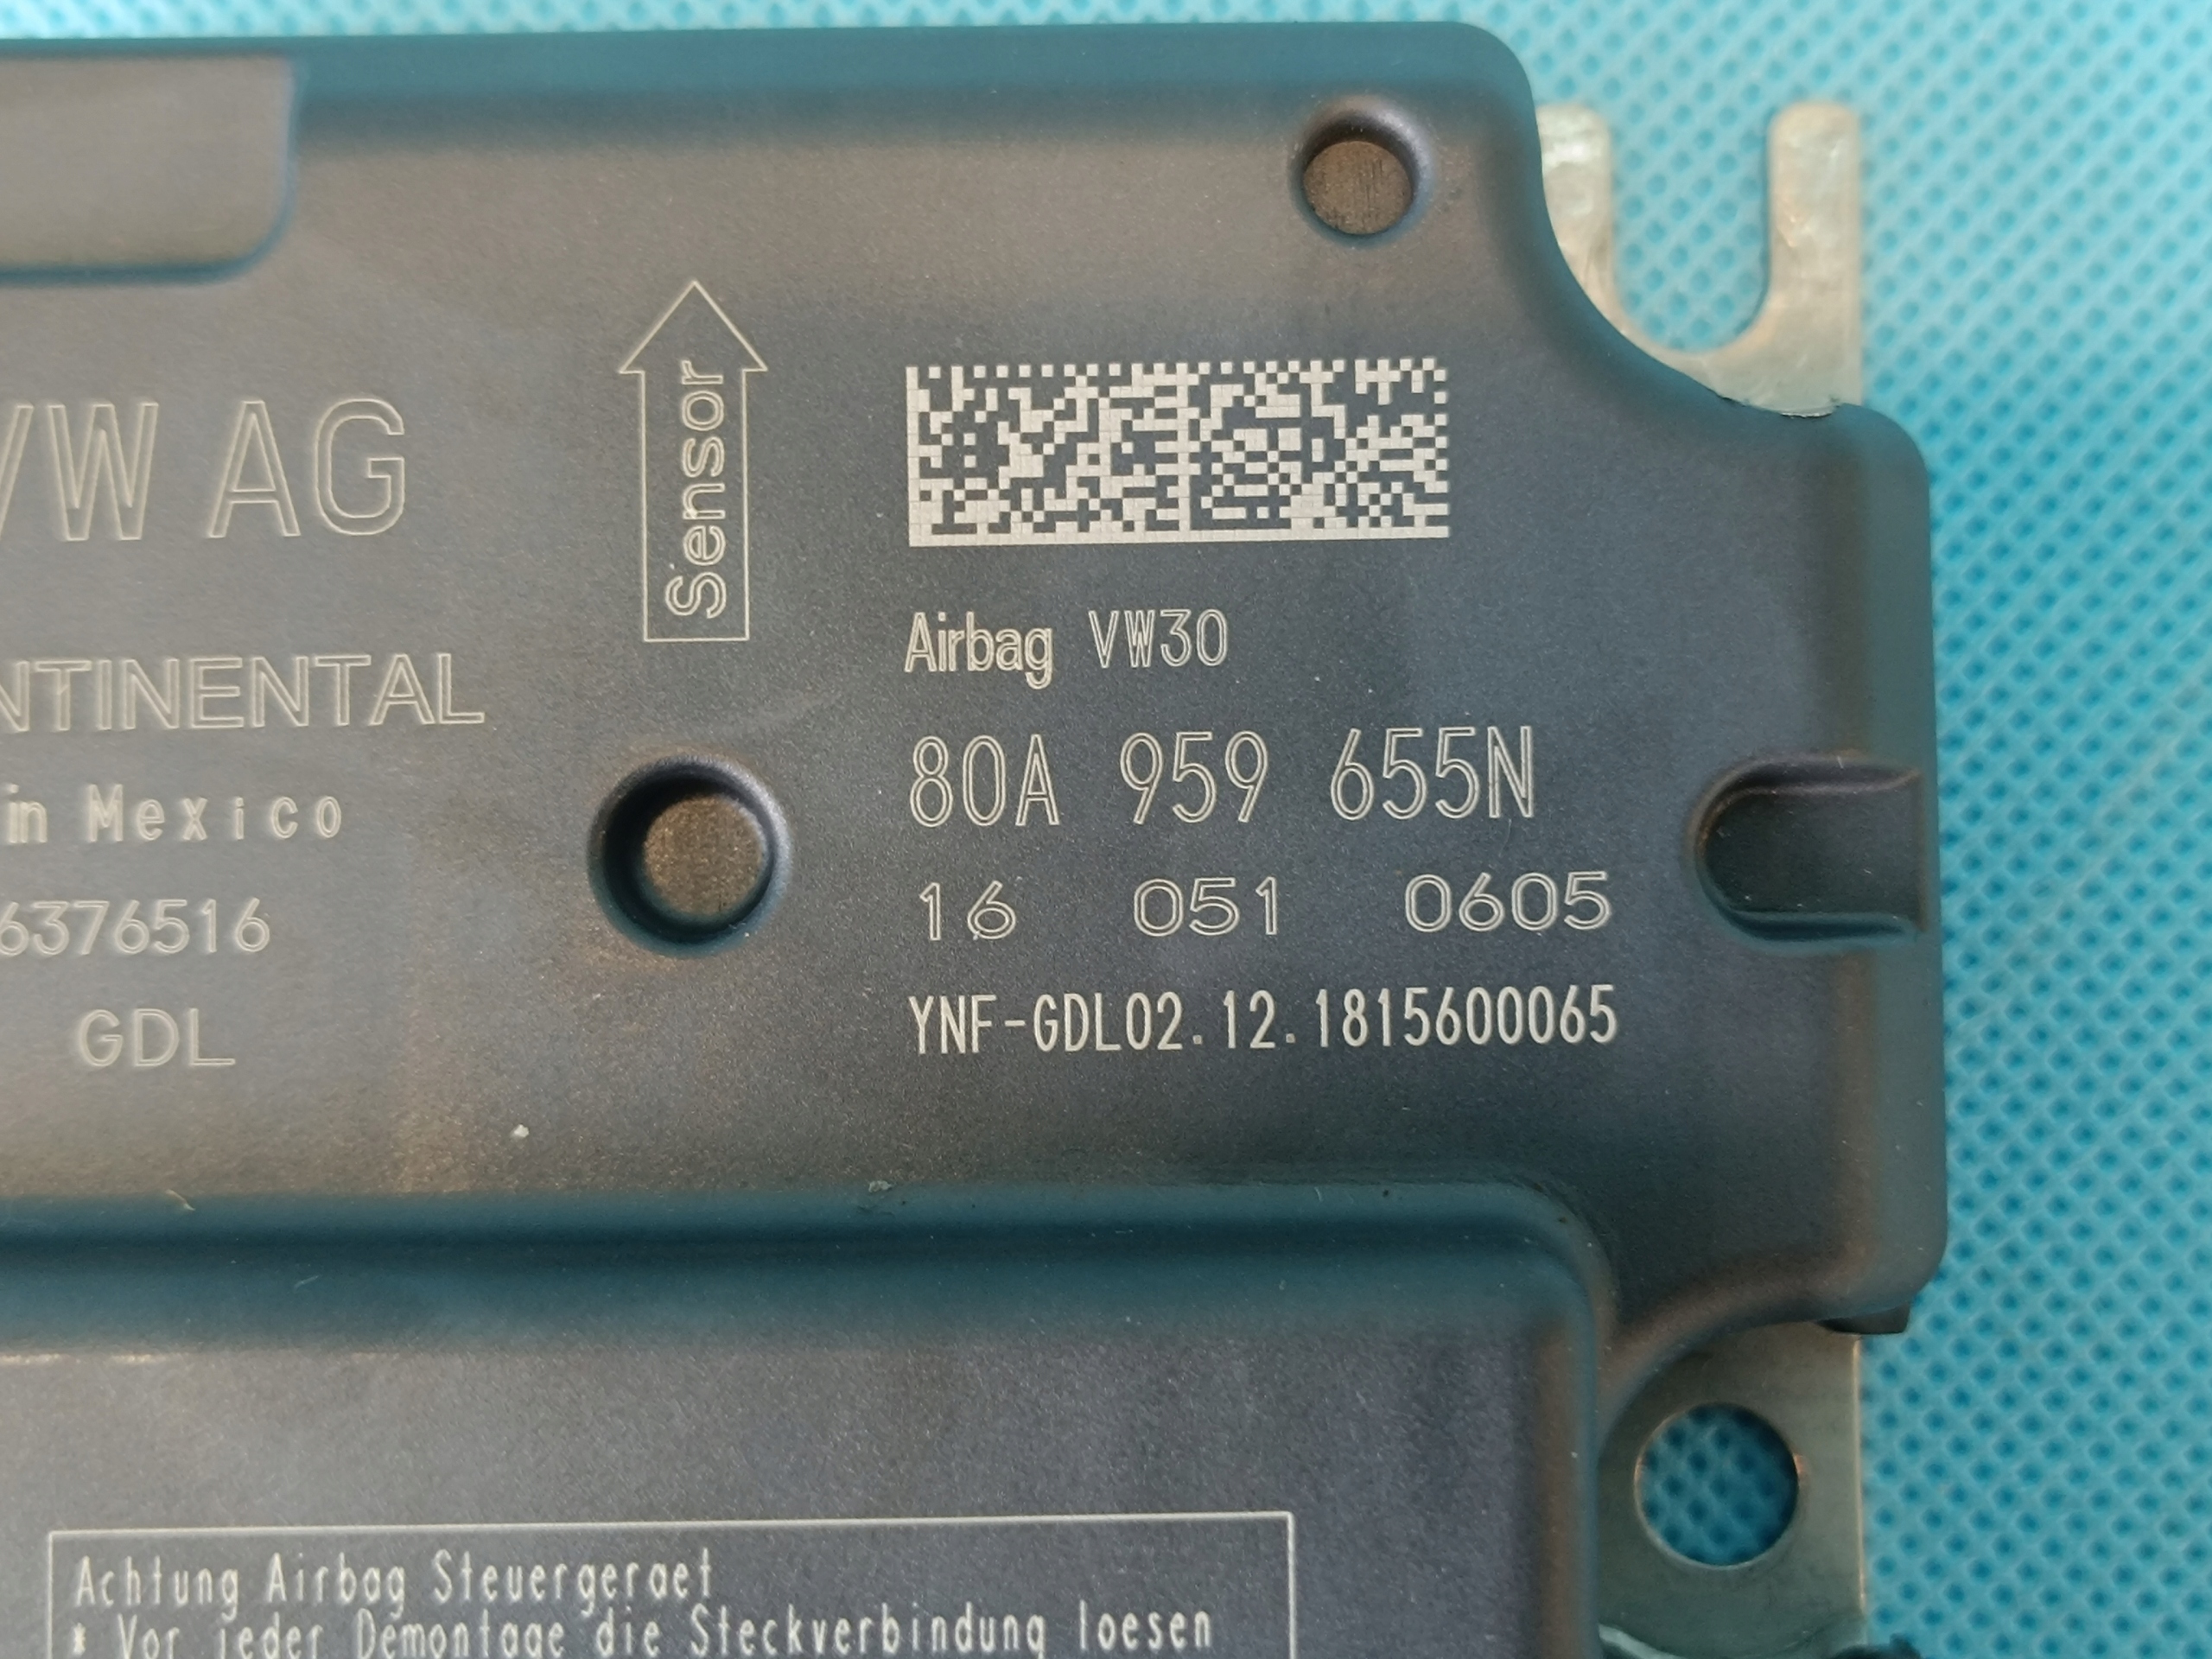 VW AG
Sensor
NTINENTAL
in Mexico
6376516
GDL
Airbag VW30
80A 959 655N
16 051 0605
YNF-GDL02.12.1815600065
Achtung Airbag Steuergeraet
* Vor jeder Demontage die Steckverbindung loesen